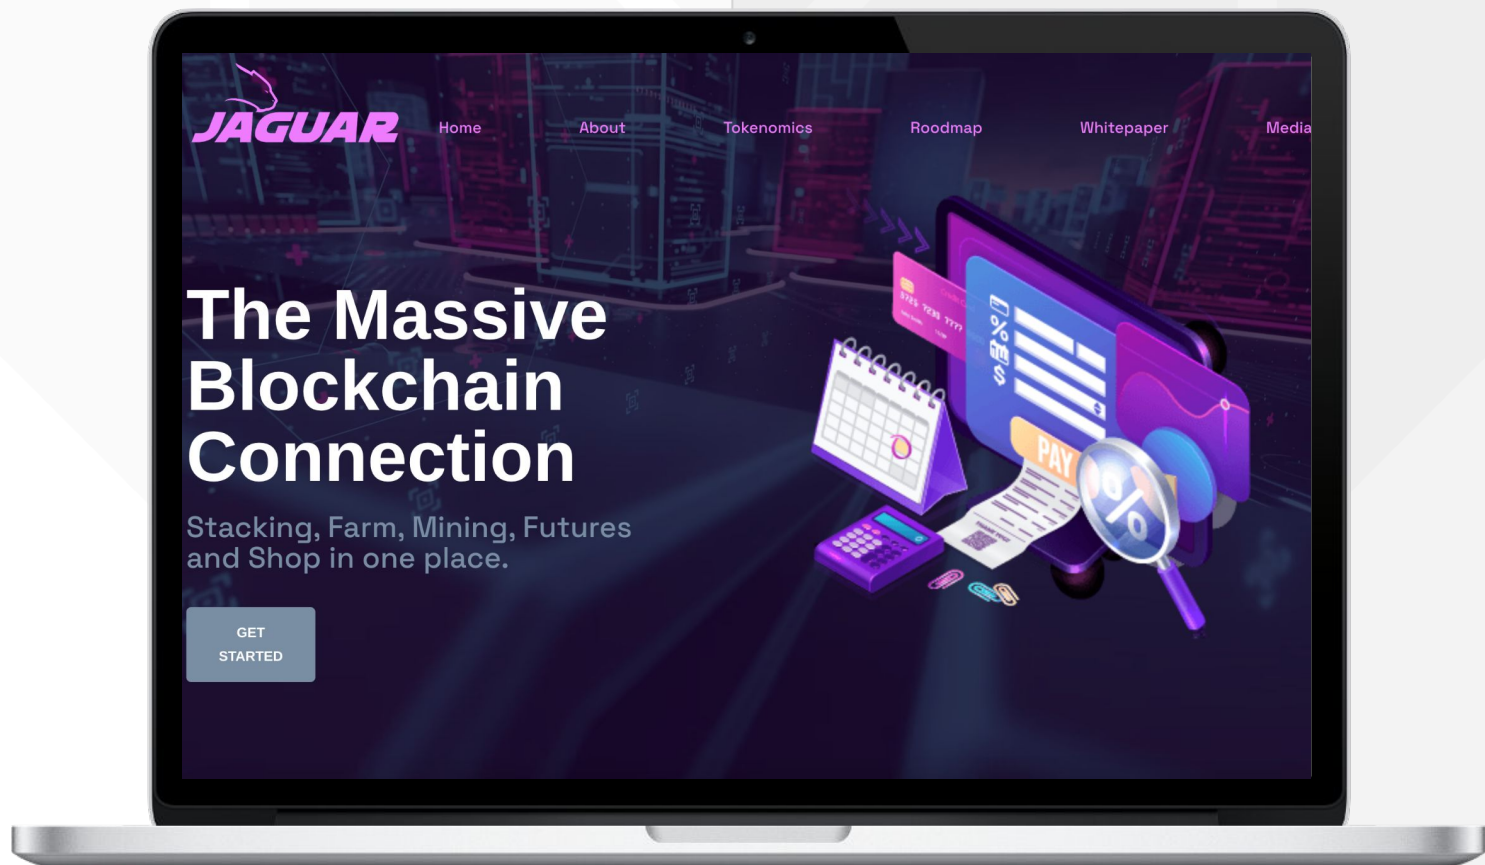 JAGUAR
Home
About
Tokenomics
Roodmap
Whitepaper
Media
The Massive
Blockchain
Connection
Stacking, Farm, Mining, Futures
and Shop in one place.
GET
STARTED
PAY
%
%
$